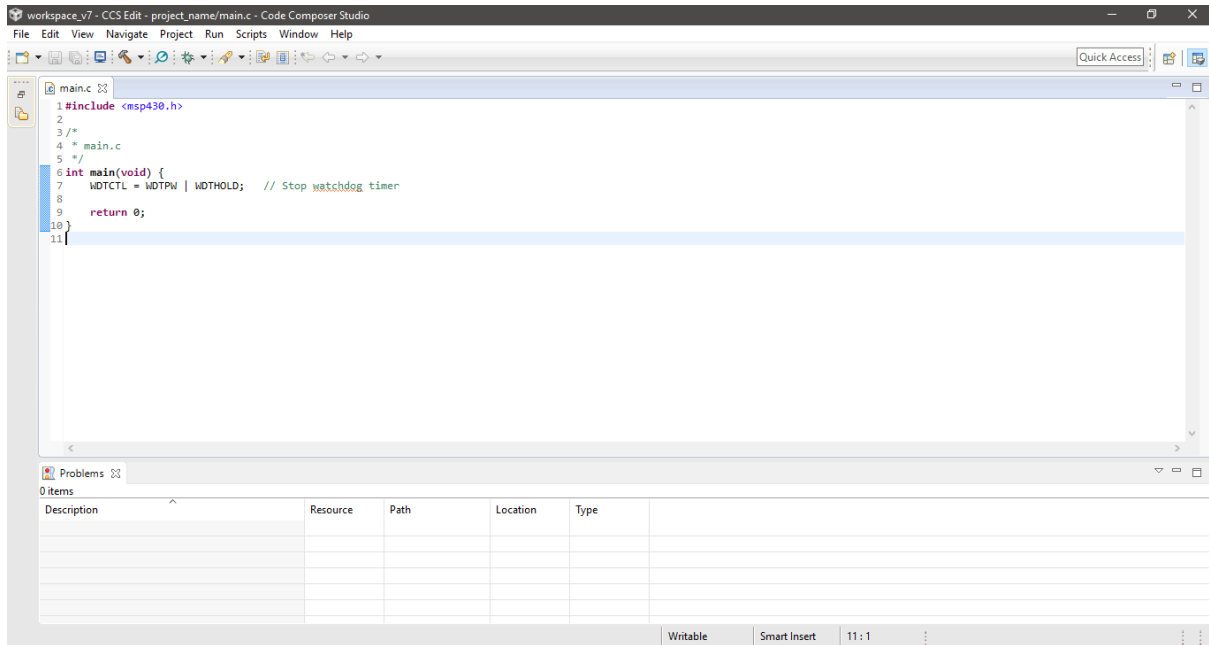 workspace_v7 - CCS Edit - project_name/main.c - Code Composer Studio
File Edit View Navigate Project Run Scripts Window Help
Quick Access
main.c
1 #include <msp430.h>
2
3 /*
4  * main.c
5  */
6 int main(void) {
7     WDTCTL = WDTPW | WDTHOLD;   // Stop watchdog timer
8
9     return 0;
10 }
11
Problems
0 items
Description Resource Path Location Type
Writable Smart Insert 11 : 1